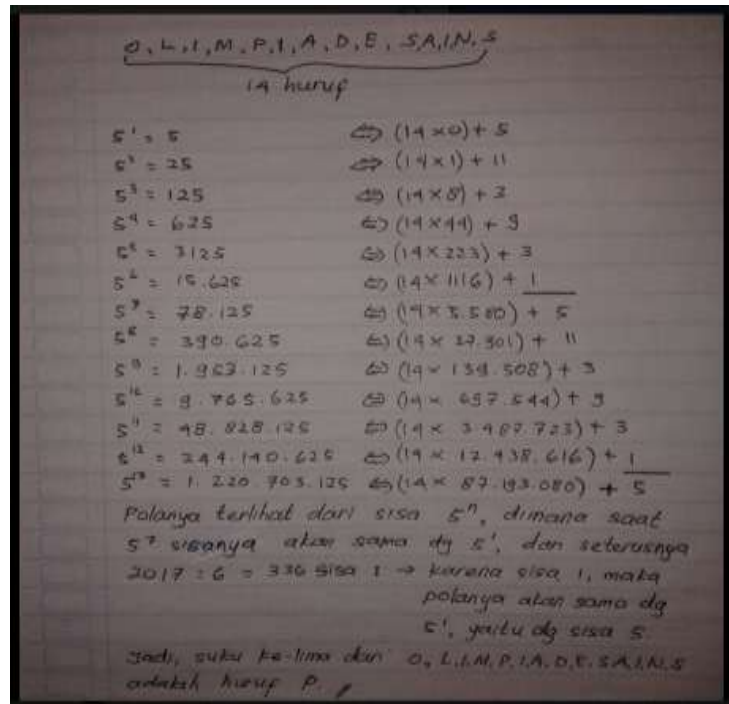 O, L, I, M, P, I, A, D, E, S, A, I, N, S
14 huruf
5¹ = 5 ⇔ (14 × 0) + 5
5² = 25 ⇔ (14 × 1) + 11
5³ = 125 ⇔ (14 × 8) + 3
5⁴ = 625 ⇔ (14 × 44) + 9
5⁵ = 3125 ⇔ (14 × 223) + 3
5⁶ = 15.625 ⇔ (14 × 1116) + 1
5⁷ = 78.125 ⇔ (14 × 5.580) + 5
5⁸ = 390.625 ⇔ (14 × 27.901) + 11
5⁹ = 1.953.125 ⇔ (14 × 139.508) + 3
5¹⁰ = 9.765.625 ⇔ (14 × 697.544) + 9
5¹¹ = 48.828.125 ⇔ (14 × 3.487.723) + 3
5¹² = 244.140.625 ⇔ (14 × 17.438.616) + 1
5¹³ = 1.220.703.125 ⇔ (14 × 87.193.080) + 5
Polanya terlihat dari sisa 5ⁿ, dimana saat
5⁷ sisanya akan sama dg 5¹, dan seterusnya
2017 : 6 = 336 sisa 1 → karena sisa 1, maka
polanya akan sama dg
5¹, yaitu dg sisa 5
Jadi, suku ke-lima dari O, L, I, M, P, I, A, D, E, S, A, I, N, S
adalah huruf P.